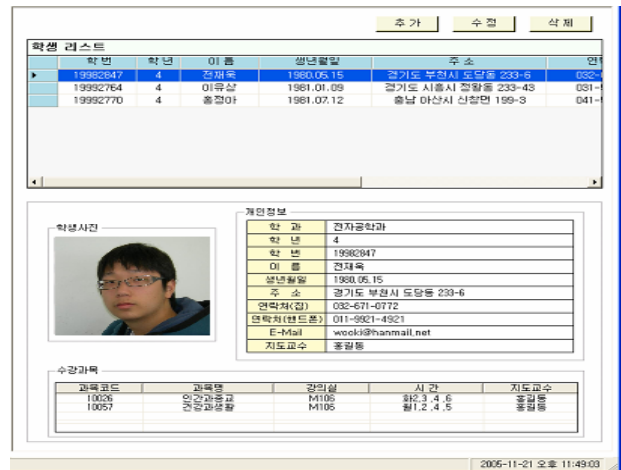 추 가 수 정 삭 제
학생 리스트
학 번 학 년 이 름 생년월일 주 소
19982847 4 전재욱 1980.05.15 경기도 부천시 도당동 233-6 032-
19992764 4 이유상 1981.01.09 경기도 시흥시 정왕동 233-43 031-
19992770 4 홍정아 1981.07.12 충남 아산시 신창면 199-3 041-
개인정보
학생사진
학 과 전자공학과
학 년 4
학 번 19982847
이 름 전재욱
생년월일 1980.05.15
주 소 경기도 부천시 도당동 233-6
연락처(집) 032-671-0772
연락처(핸드폰) 011-9921-4921
E-Mail wooki@hanmail.net
지도교수 홍길동
수강과목
과목코드 과목명 강의실 시 간 지도교수
10026 인간과종교 M106 화2,3,4,6 홍길동
10057 건강과생활 M106 월1,2,4,5 홍길동
2005-11-21 오후 11:49:03